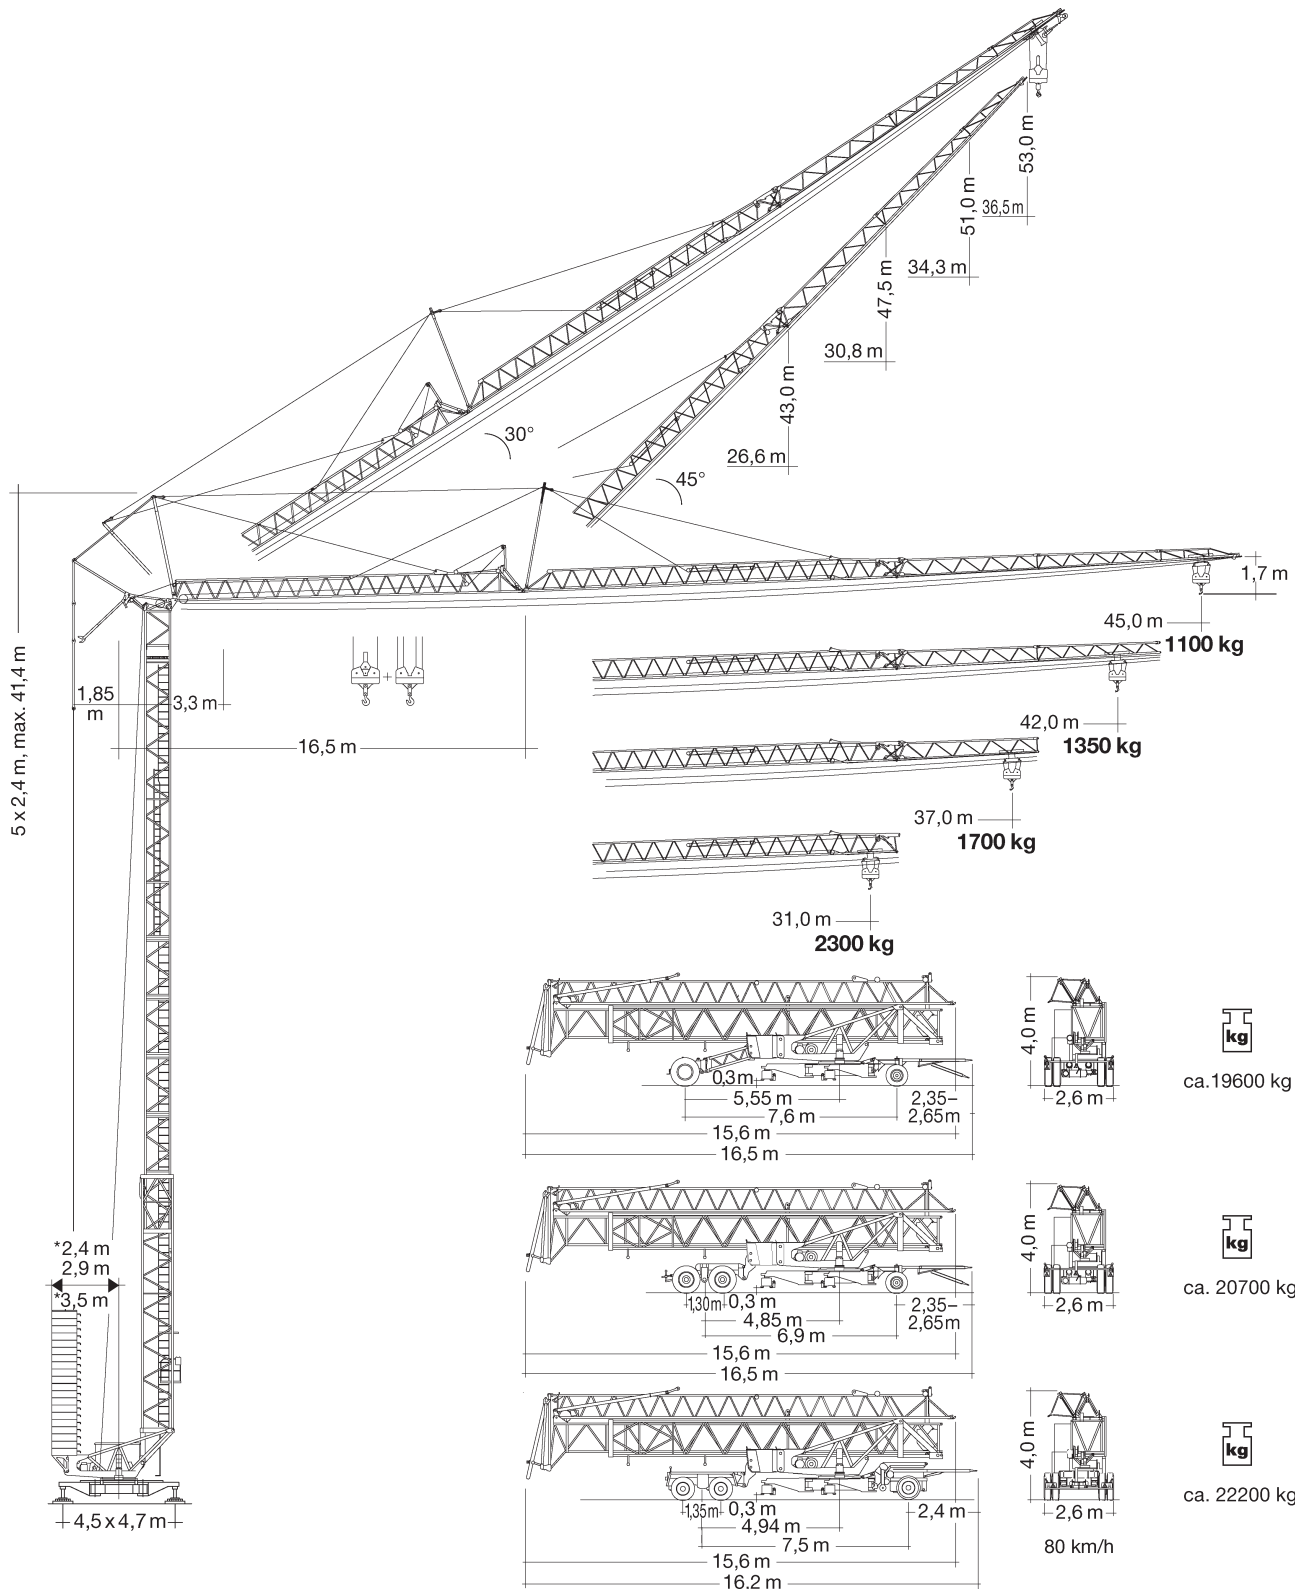 53,0 m
36,5 m
51,0 m
34,3 m
47,5 m
30,8 m
43,0 m
26,6 m
30°
45°
5 x 2,4 m, max. 41,4 m
1,7 m
45,0 m
1100 kg
1,85
m
3,3 m
+
16,5 m
42,0 m
1350 kg
37,0 m
1700 kg
31,0 m
2300 kg
0,3 m
5,55 m
7,6 m
2,35–
2,65 m
15,6 m
16,5 m
4,0 m
2,6 m
kg
ca.19600 kg
*2,4 m
2,9 m
*3,5 m
4,5 x 4,7 m
1,30 m
0,3 m
4,85 m
6,9 m
2,35–
2,65 m
15,6 m
16,5 m
4,0 m
2,6 m
kg
ca. 20700 kg
1,35 m
0,3 m
4,94 m
7,5 m
2,4 m
15,6 m
16,2 m
4,0 m
2,6 m
80 km/h
kg
ca. 22200 kg